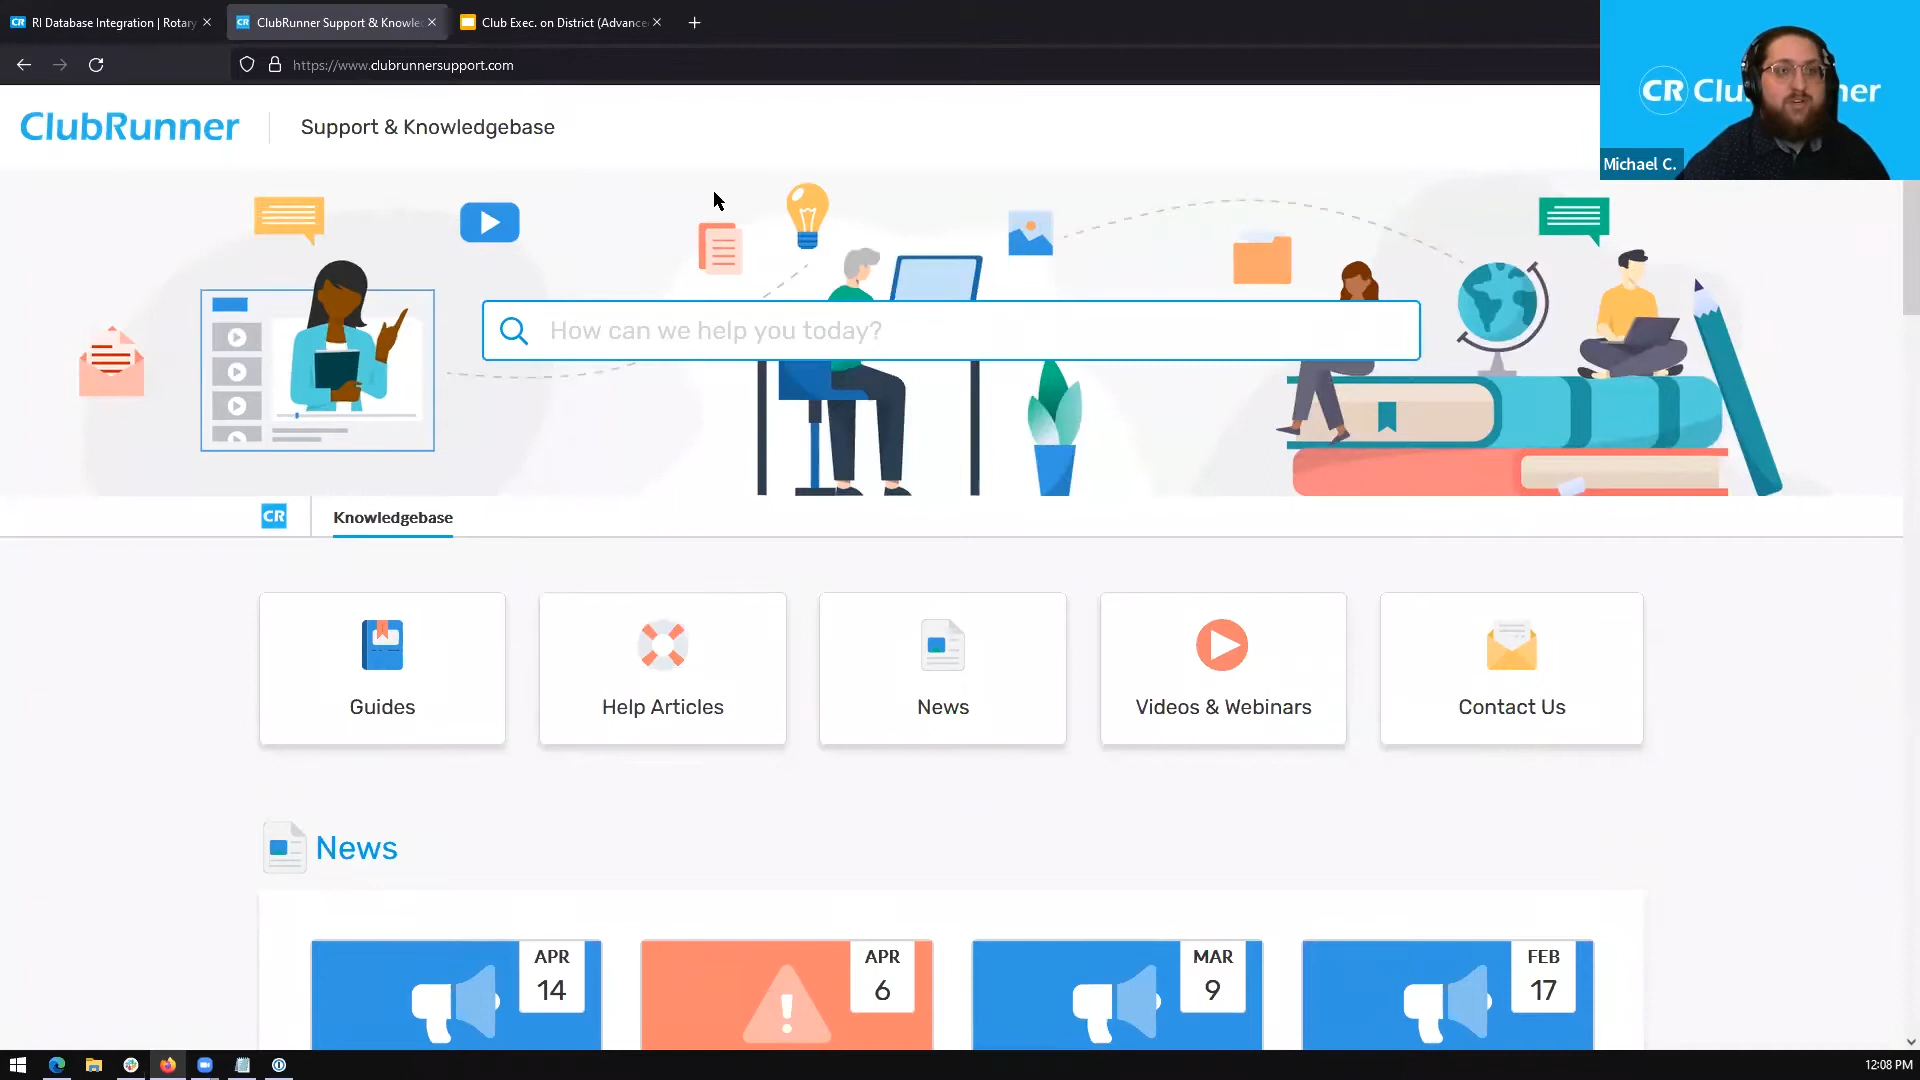 RI Database Integration | Rotary
ClubRunner Support & Knowle
Club Exec. on District (Advance
https://www.clubrunnersupport.com
ClubRunner
Support & Knowledgebase
CR Clu ner
Michael C.
How can we help you today?
CR
Knowledgebase
Guides
Help Articles
News
Videos & Webinars
Contact Us
News
APR
14
APR
6
MAR
9
FEB
17
12:08 PM